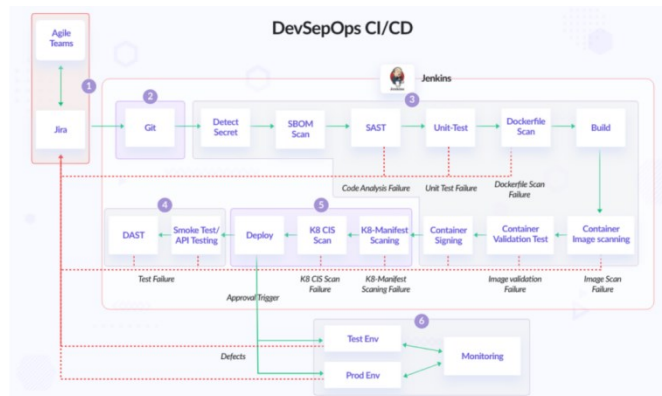 DevSepOps CI/CD
Agile
Teams
1
Jira
2
Git
Jenkins
3
Detect
Secret
SBOM
Scan
SAST
Unit-Test
Dockerfile
Scan
Build
Code Analysis Failure
Unit Test Failure
Dockerfile Scan
Failure
4
DAST
Smoke Test/
API Testing
5
Deploy
K8 CIS
Scan
K8-Manifest
Scaning
Container
Signing
Container
Validation Test
Container
Image scanning
Test Failure
K8 CIS Scan
Failure
K8-Manifest
Scaning Failure
Image validation
Failure
Image Scan
Failure
Approval Trigger
6
Test Env
Defects
Monitoring
Prod Env